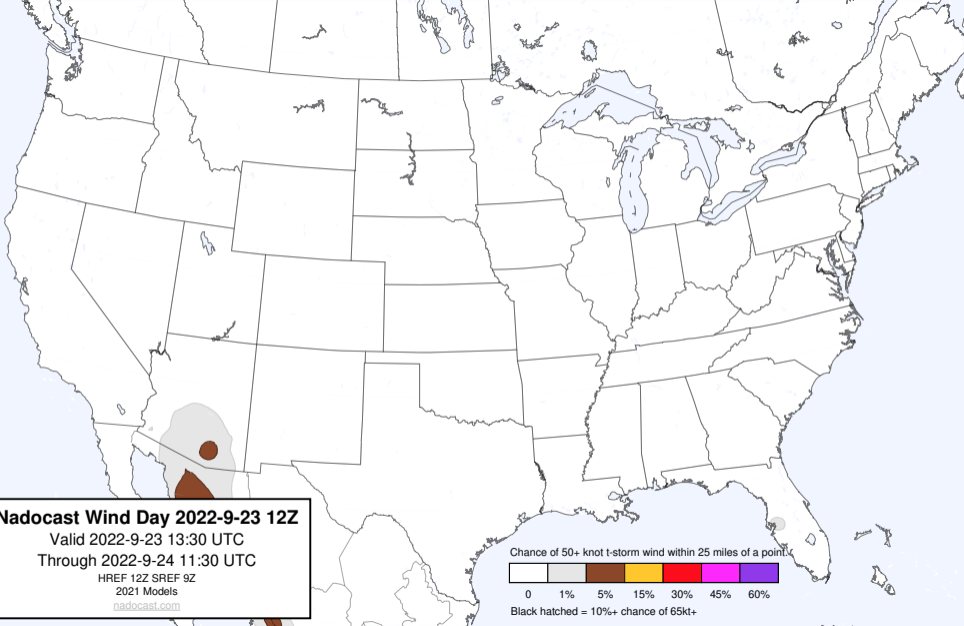 Nadocast Wind Day 2022-9-23 12Z
Valid 2022-9-23 13:30 UTC
Through 2022-9-24 11:30 UTC
HREF 12Z SREF 9Z
2021 Models
nadocast.com
Chance of 50+ knot t-storm wind within 25 miles of a point.
0 1% 5% 15% 30% 45% 60%
Black hatched = 10%+ chance of 65kt+